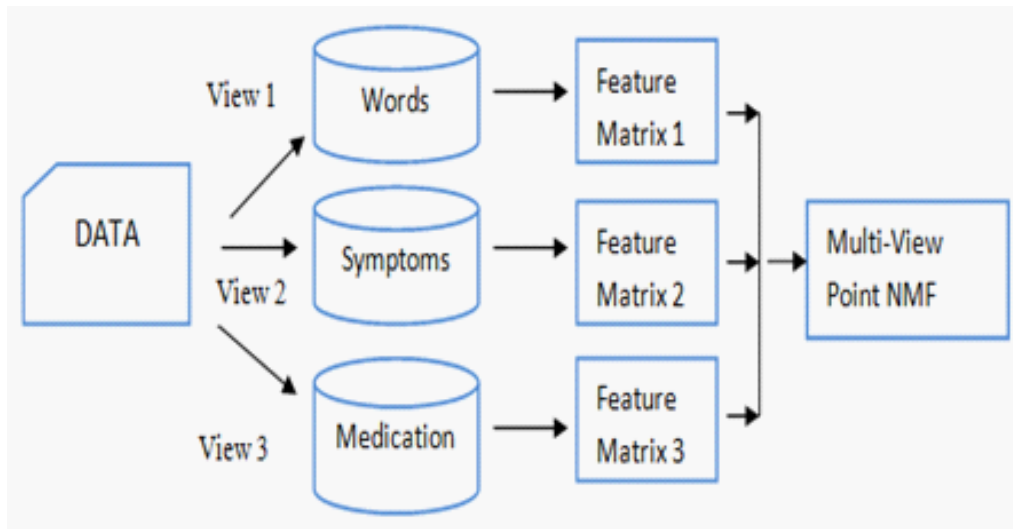 View 1
Words
Feature
Matrix 1
DATA
Symptoms
Feature
Matrix 2
Multi-View
Point NMF
View 2
Medication
Feature
Matrix 3
View 3